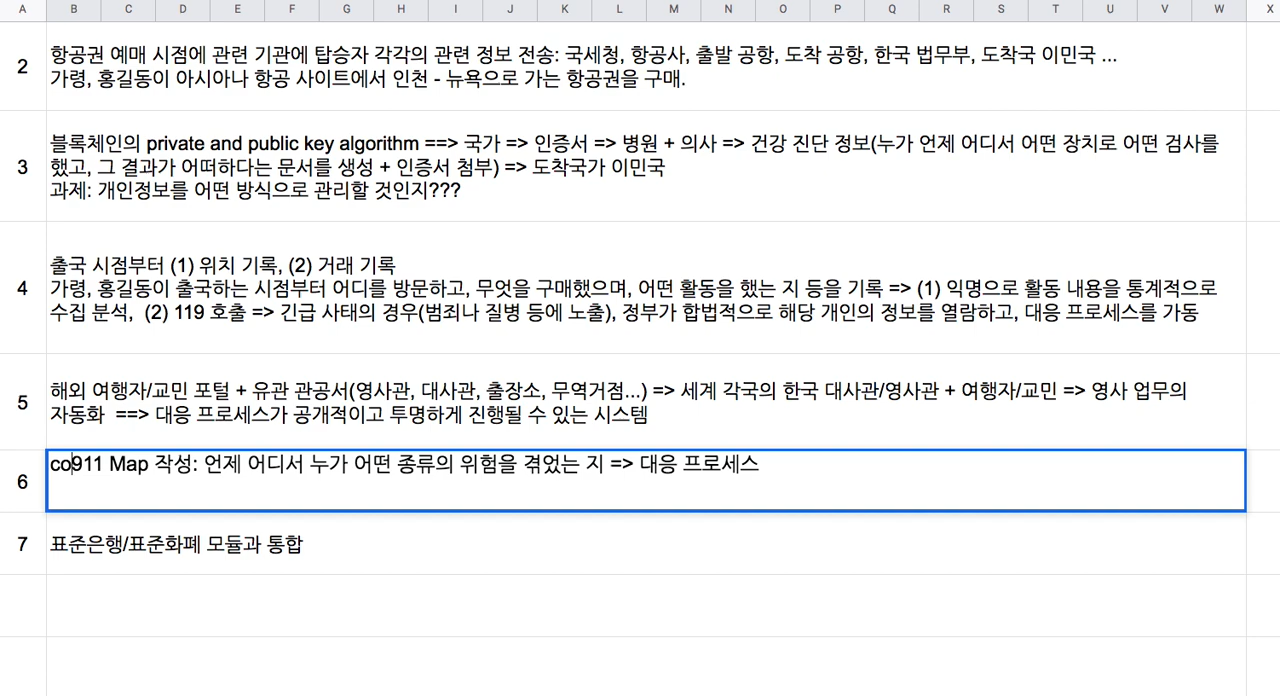 A B C D E F G H I J K L M N O P Q R S T U V W X
2 항공권 예매 시점에 관련 기관에 탑승자 각각의 관련 정보 전송: 국세청, 항공사, 출발 공항, 도착 공항, 한국 법무부, 도착국 이민국 ...
가령, 홍길동이 아시아나 항공 사이트에서 인천 - 뉴욕으로 가는 항공권을 구매.
3 블록체인의 private and public key algorithm ==> 국가 => 인증서 => 병원 + 의사 => 건강 진단 정보(누가 언제 어디서 어떤 장치로 어떤 검사를
했고, 그 결과가 어떠하다는 문서를 생성 + 인증서 첨부) => 도착국가 이민국
과제: 개인정보를 어떤 방식으로 관리할 것인지???
4 출국 시점부터 (1) 위치 기록, (2) 거래 기록
가령, 홍길동이 출국하는 시점부터 어디를 방문하고, 무엇을 구매했으며, 어떤 활동을 했는 지 등을 기록 => (1) 익명으로 활동 내용을 통계적으로
수집 분석, (2) 119 호출 => 긴급 사태의 경우(범죄나 질병 등에 노출), 정부가 합법적으로 해당 개인의 정보를 열람하고, 대응 프로세스를 가동
5 해외 여행자/교민 포털 + 유관 관공서(영사관, 대사관, 출장소, 무역거점...) => 세계 각국의 한국 대사관/영사관 + 여행자/교민 => 영사 업무의
자동화 ==> 대응 프로세스가 공개적이고 투명하게 진행될 수 있는 시스템
6 co911 Map 작성: 언제 어디서 누가 어떤 종류의 위험을 겪었는 지 => 대응 프로세스
7 표준은행/표준화폐 모듈과 통합